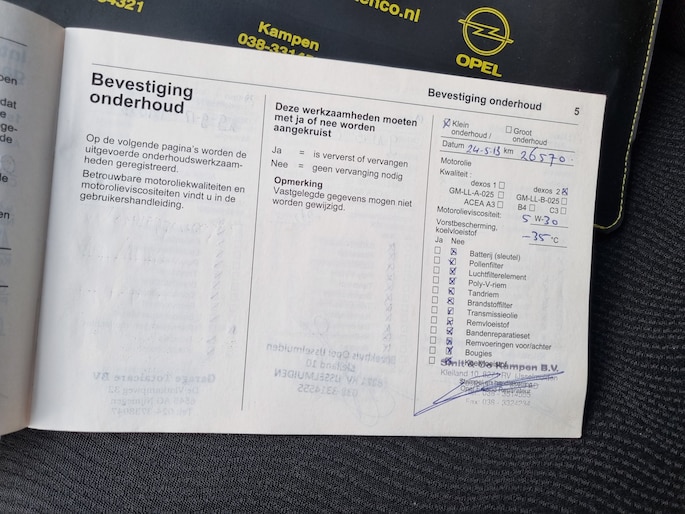 34321
enco.nl
Kampen
OPEL
Bevestiging
onderhoud
Op de volgende pagina's worden de
uitgevoerde onderhoudswerkzaam-
heden geregistreerd.
Betrouwbare motoroliekwaliteiten en
motorolieviscositeiten vindt u in de
gebruikershandleiding.
Deze werkzaamheden moeten
met ja of nee worden
aangekruist
Ja = is ververst of vervangen
Nee = geen vervanging nodig
Opmerking
Vastgelegde gegevens mogen niet
worden gewijzigd.
Bevestiging onderhoud 5
Klein
onderhoud /
Groot
onderhoud
Datum 24-5-13 km 26570
Motorolie
Kwaliteit :
dexos 1 dexos 2
GM-LL-A-025 GM-LL-B-025
ACEA A3 B4 C3
Motorolieviscositeit: 5 W-30
Vorstbescherming,
koelvloeistof -35 °C
Ja Nee
Batterij (sleutel)
Pollenfilter
Luchtfilterelement
Poly-V-riem
Tandriem
Brandstoffilter
Transmissieolie
Remvloeistof
Bandenreparatieset
Remvoeringen voor/achter
Bougies
Kampen B.V.